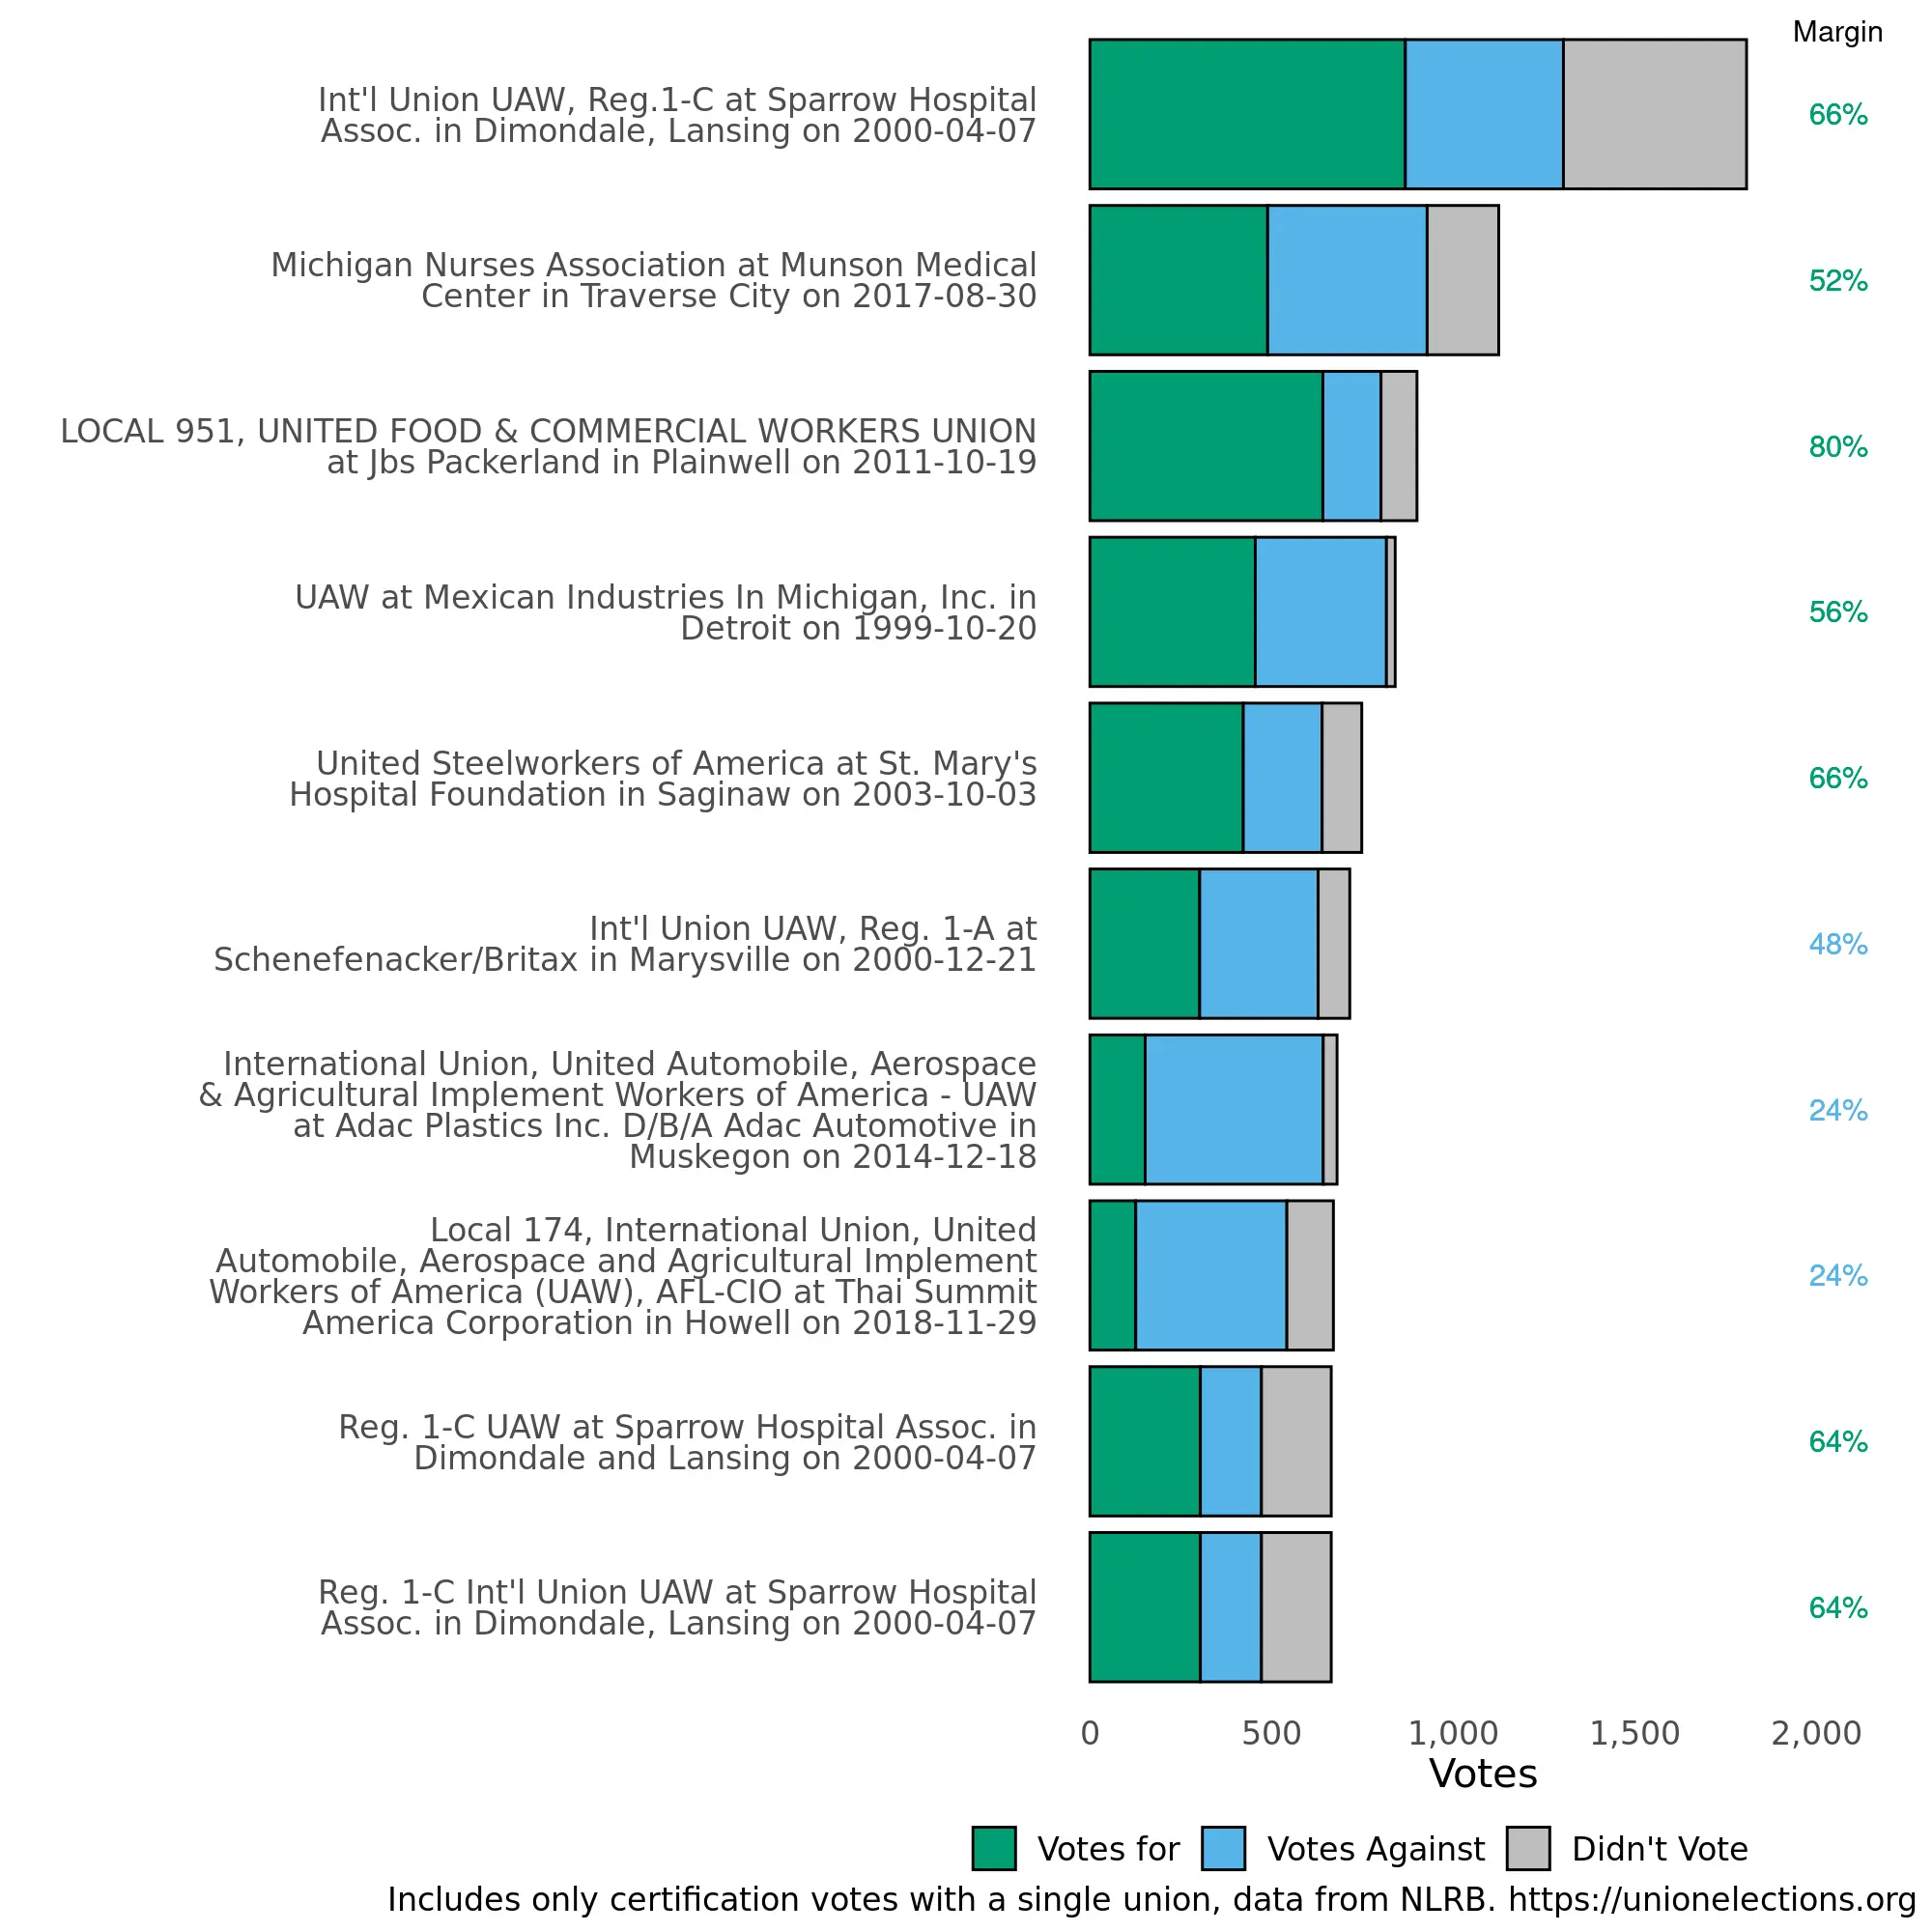 Margin
Int'l Union UAW, Reg.1-C at Sparrow Hospital
Assoc. in Dimondale, Lansing on 2000-04-07
66%
Michigan Nurses Association at Munson Medical
Center in Traverse City on 2017-08-30
52%
LOCAL 951, UNITED FOOD & COMMERCIAL WORKERS UNION
at Jbs Packerland in Plainwell on 2011-10-19
80%
UAW at Mexican Industries In Michigan, Inc. in
Detroit on 1999-10-20
56%
United Steelworkers of America at St. Mary's
Hospital Foundation in Saginaw on 2003-10-03
66%
Int'l Union UAW, Reg. 1-A at
Schenefenacker/Britax in Marysville on 2000-12-21
48%
International Union, United Automobile, Aerospace
& Agricultural Implement Workers of America - UAW
at Adac Plastics Inc. D/B/A Adac Automotive in
Muskegon on 2014-12-18
24%
Local 174, International Union, United
Automobile, Aerospace and Agricultural Implement
Workers of America (UAW), AFL-CIO at Thai Summit
America Corporation in Howell on 2018-11-29
24%
Reg. 1-C UAW at Sparrow Hospital Assoc. in
Dimondale and Lansing on 2000-04-07
64%
Reg. 1-C Int'l Union UAW at Sparrow Hospital
Assoc. in Dimondale, Lansing on 2000-04-07
64%
0 500 1,000 1,500 2,000
Votes
Votes for Votes Against Didn't Vote
Includes only certification votes with a single union, data from NLRB. https://unionelections.org